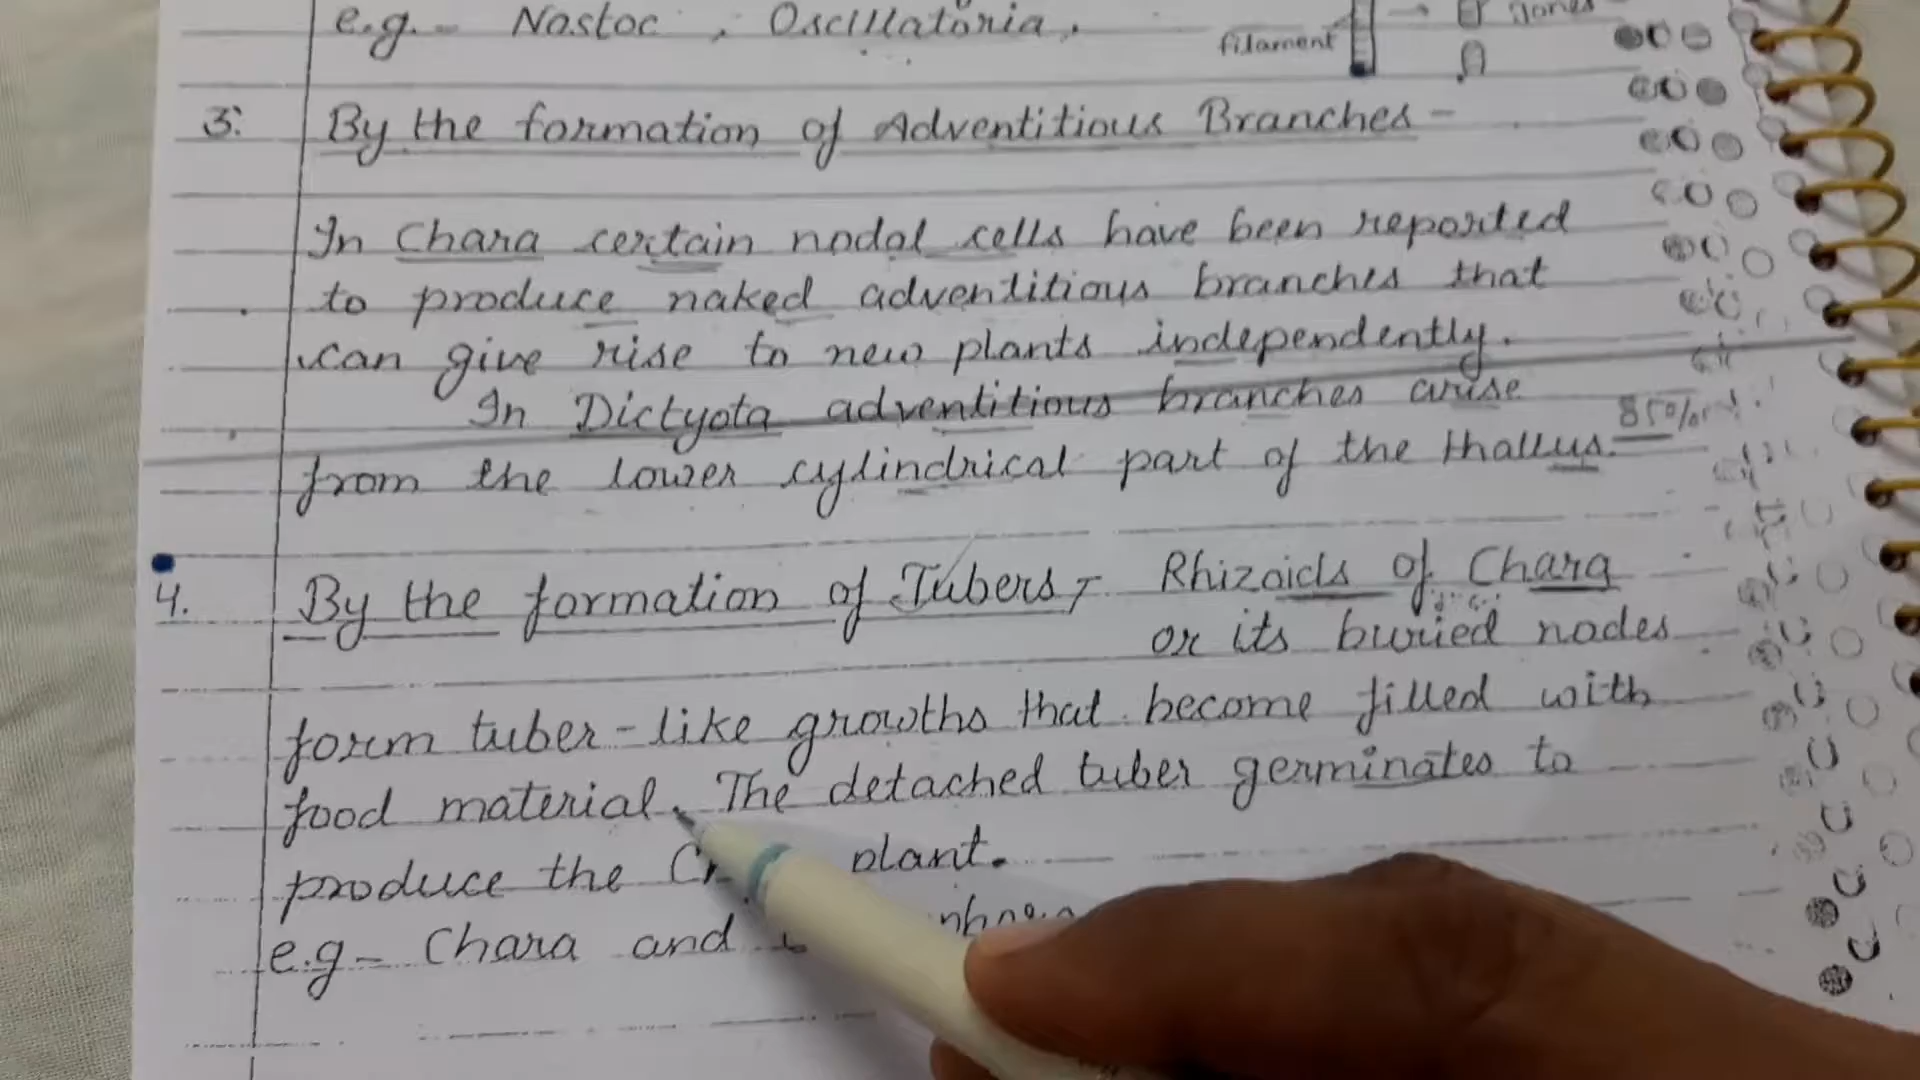 e.g.- Nostoc, Oscillatoria.
filament
3. By the formation of Adventitious Branches -
In Chara certain nodal cells have been reported
to produce naked adventitious branches that
can give rise to new plants independently.
In Dictyota adventitious branches arise
from the lower cylindrical part of the thallus.
85%
4. By the formation of Tubers, - Rhizoids of Chara
or its buried nodes
form tuber-like growths that become filled with
food material. The detached tuber germinates to
produce the plant.
e.g- Chara and